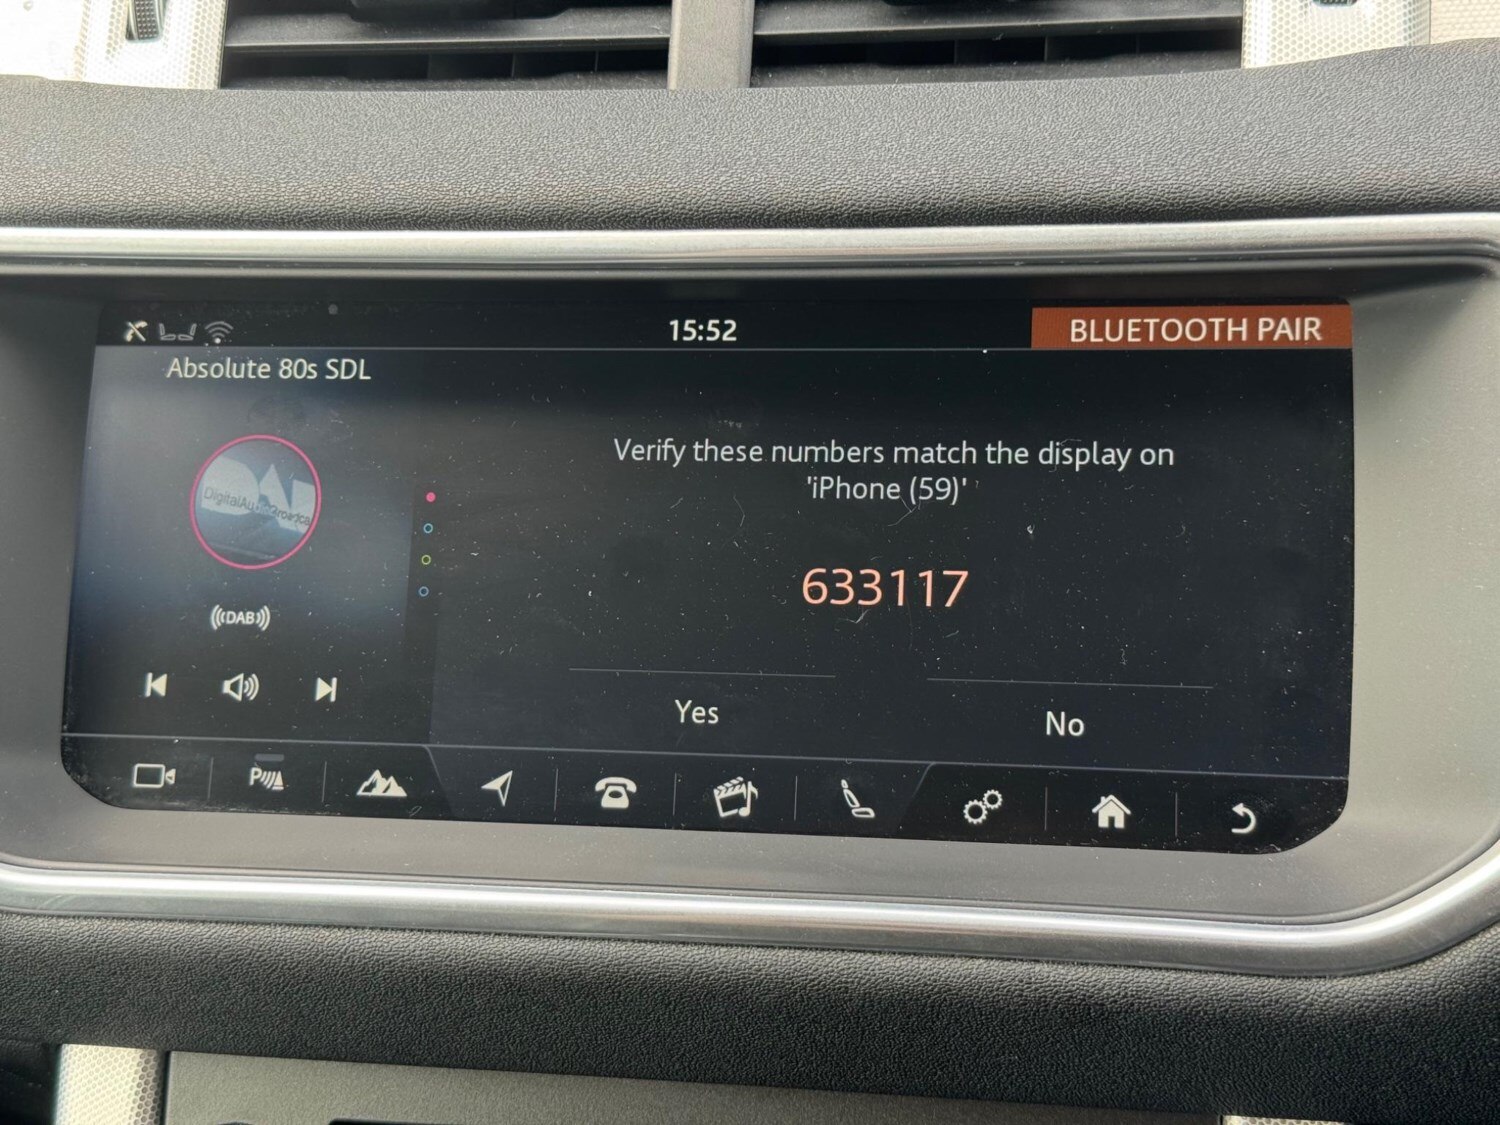 15:52
BLUETOOTH PAIR
Absolute 80s SDL
Verify these numbers match the display on
'iPhone (59)'
633117
((DAB))
Yes
No
P